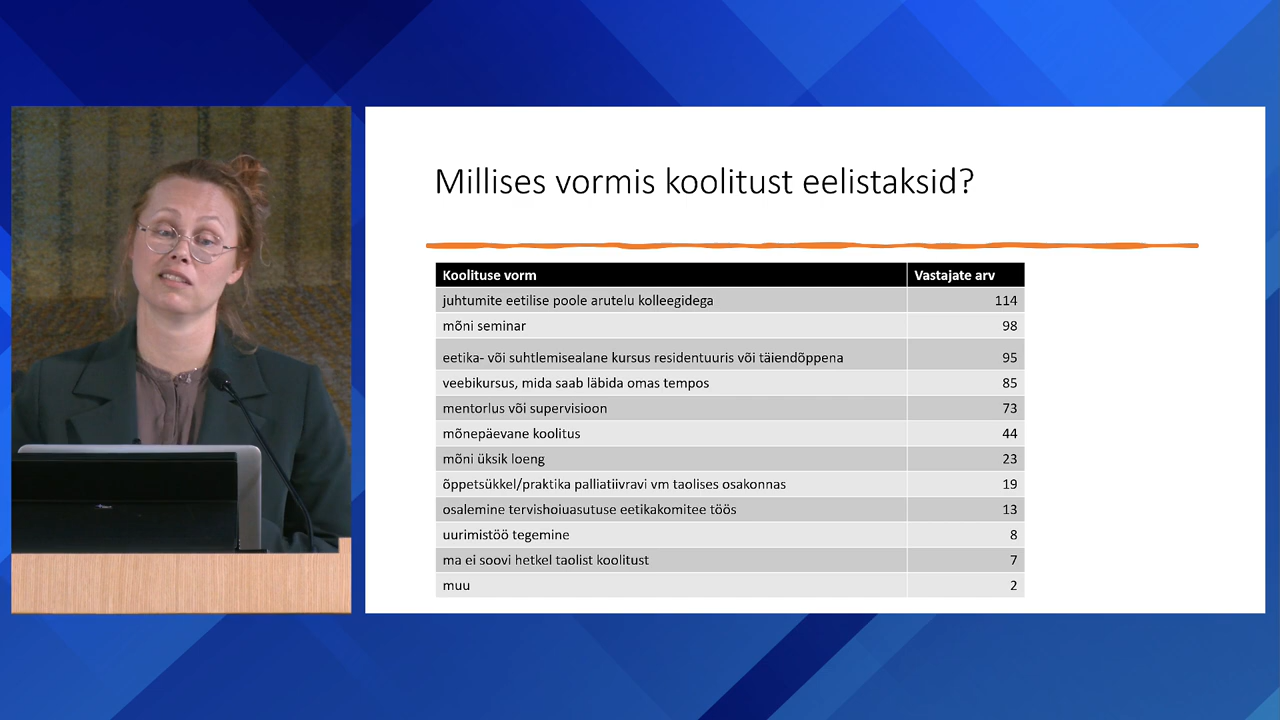 Millises vormis koolitust eelistaksid?
Koolituse vorm Vastajate arv
juhtumite eetilise poole arutelu kolleegidega 114
mõni seminar 98
eetika- või suhtlemisealane kursus residentuuris või täiendõppena 95
veebikursus, mida saab läbida omas tempos 85
mentorlus või supervisioon 73
mõnepäevane koolitus 44
mõni üksik loeng 23
õppetsükkel/praktika palliatiivravi vm taolises osakonnas 19
osalemine tervishoiuasutuse eetikakomitee töös 13
uurimistöö tegemine 8
ma ei soovi hetkel taolist koolitust 7
muu 2